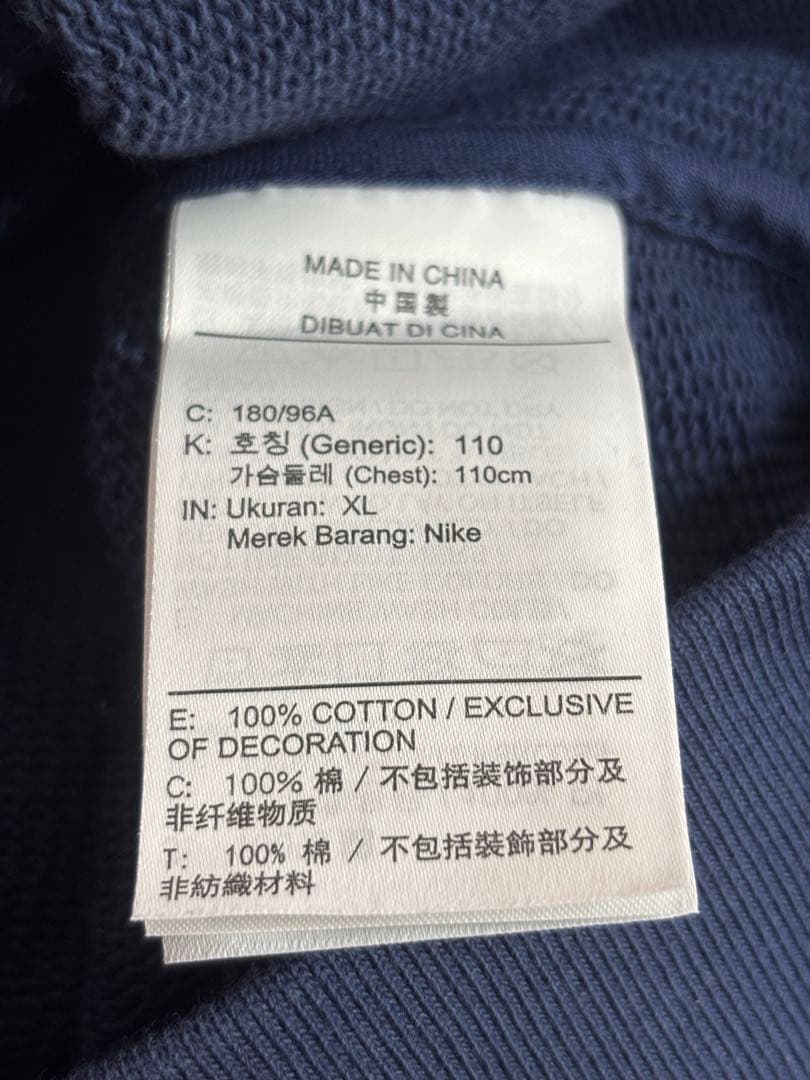 MADE IN CHINA
中国製
DIBUAT DI CINA
C: 180/96A
K: 호칭 (Generic): 110
가슴둘레 (Chest): 110cm
IN: Ukuran: XL
Merek Barang: Nike
E: 100% COTTON / EXCLUSIVE
OF DECORATION
C: 100% 棉 / 不包括装饰部分及
非纤维物质
T: 100% 棉 / 不包括裝飾部分及
非紡織材料